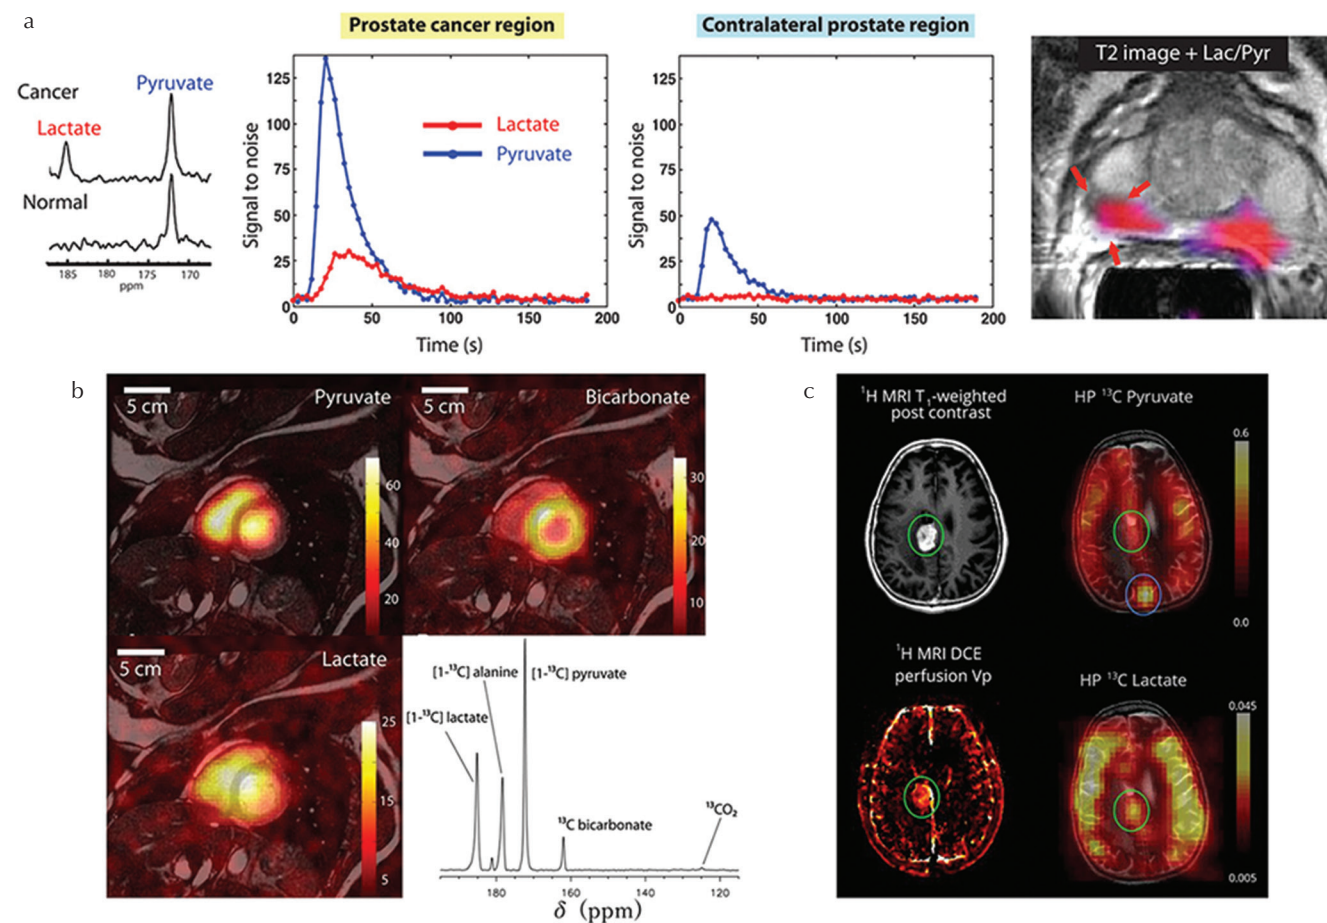 a
Prostate cancer region
Contralateral prostate region
Cancer
Lactate
Pyruvate
Normal
185
180
175
170
ppm
Signal to noise
125
100
75
50
25
0
Lactate
Pyruvate
0
50
100
150
200
Time (s)
Signal to noise
125
100
75
50
25
0
0
50
100
150
200
Time (s)
T2 image + Lac/Pyr
b
5 cm
Pyruvate
60
40
20
5 cm
Bicarbonate
30
20
10
5 cm
Lactate
25
15
5
[1-¹³C] alanine
[1-¹³C] pyruvate
[1-¹³C] lactate
¹³C bicarbonate
¹³CO₂
180
160
140
120
δ (ppm)
c
¹H MRI T₁-weighted
post contrast
HP ¹³C Pyruvate
0.6
0.0
¹H MRI DCE
perfusion Vp
HP ¹³C Lactate
0.045
0.005